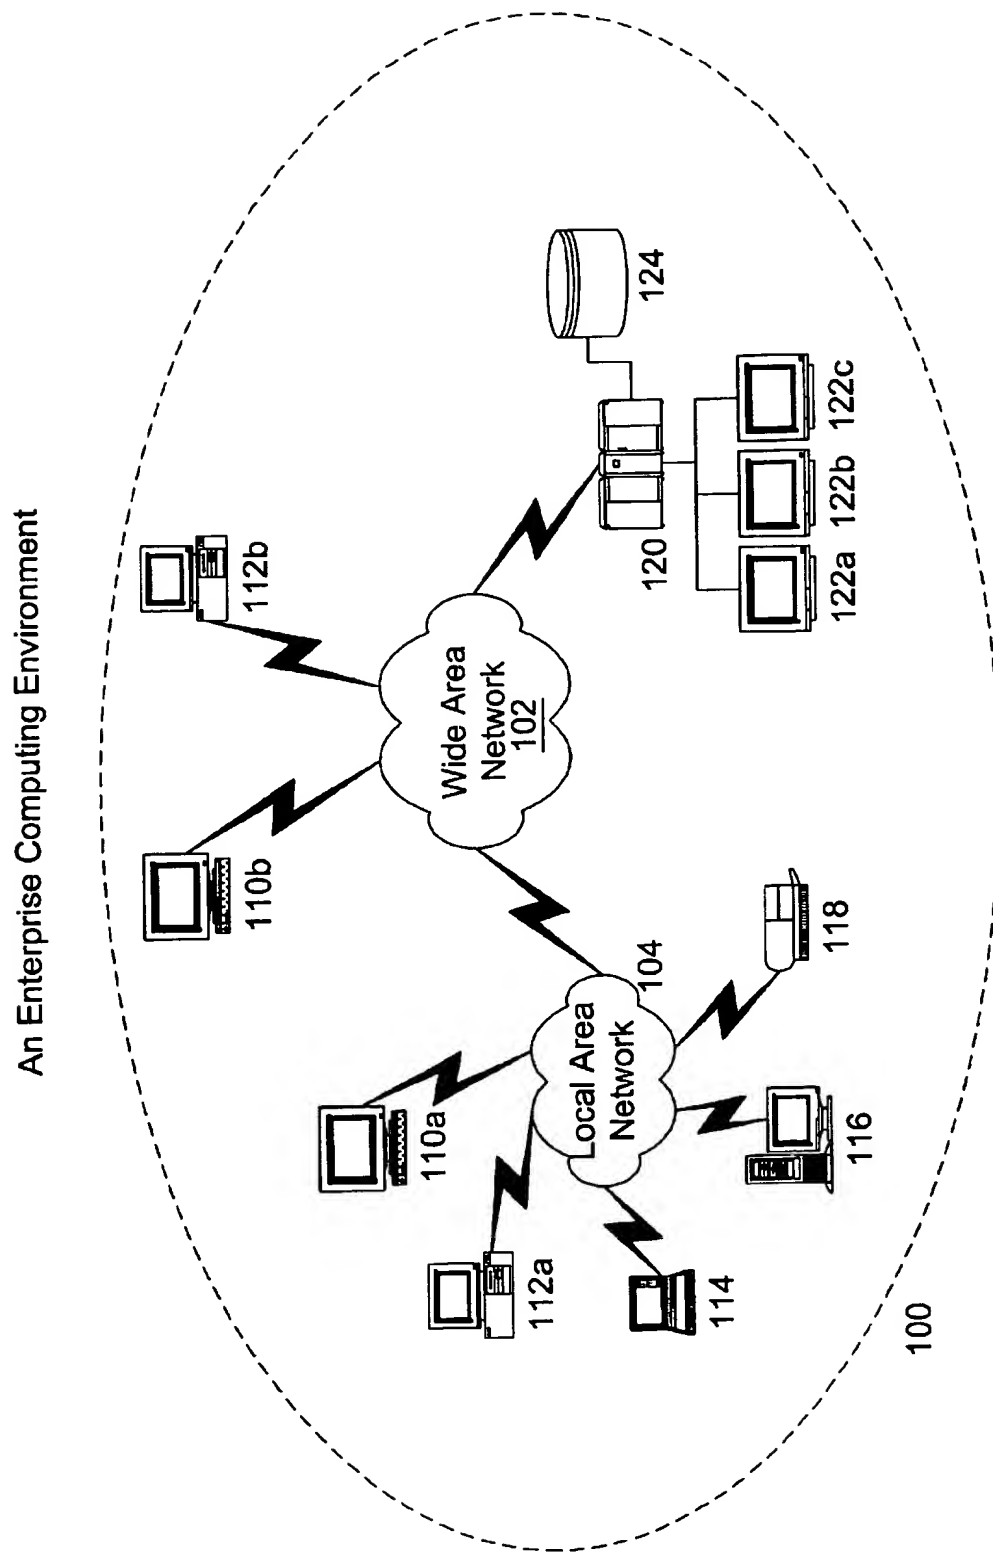 An Enterprise Computing Environment
112b
110b
Wide Area
Network
102
124
120
122a
122b
122c
110a
112a
Local Area
Network
104
114
116
118
100